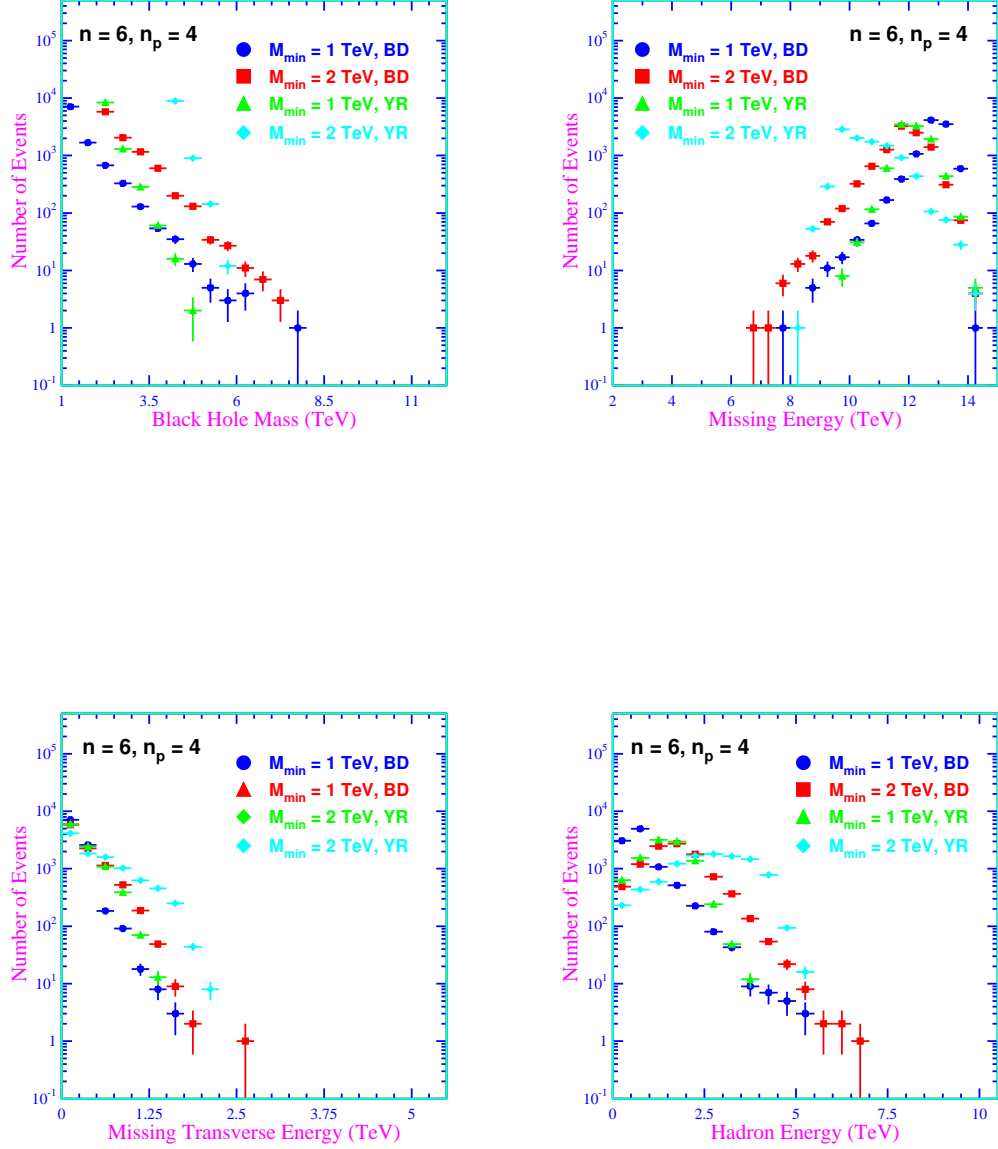 n = 6, n_p = 4
M_min = 1 TeV, BD
M_min = 2 TeV, BD
M_min = 1 TeV, YR
M_min = 2 TeV, YR
Number of Events
10^5
10^4
10^3
10^2
10
1
10^-1
1 3.5 6 8.5 11
Black Hole Mass (TeV)
n = 6, n_p = 4
M_min = 1 TeV, BD
M_min = 2 TeV, BD
M_min = 1 TeV, YR
M_min = 2 TeV, YR
Number of Events
10^5
10^4
10^3
10^2
10
1
10^-1
2 4 6 8 10 12 14
Missing Energy (TeV)
n = 6, n_p = 4
M_min = 1 TeV, BD
M_min = 1 TeV, BD
M_min = 2 TeV, YR
M_min = 2 TeV, YR
Number of Events
10^5
10^4
10^3
10^2
10
1
10^-1
0 1.25 2.5 3.75 5
Missing Transverse Energy (TeV)
n = 6, n_p = 4
M_min = 1 TeV, BD
M_min = 2 TeV, BD
M_min = 1 TeV, YR
M_min = 2 TeV, YR
Number of Events
10^5
10^4
10^3
10^2
10
1
10^-1
0 2.5 5 7.5 10
Hadron Energy (TeV)